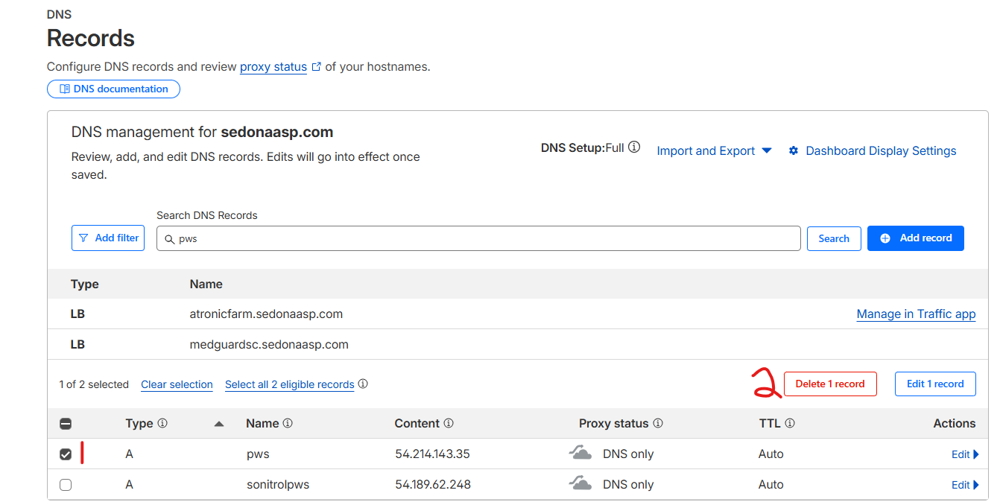 DNS
Records
Configure DNS records and review proxy status of your hostnames.
DNS documentation
DNS management for sedonaasp.com
Review, add, and edit DNS records. Edits will go into effect once
saved.
DNS Setup:Full
Import and Export
Dashboard Display Settings
Search DNS Records
Add filter
pws
Search
Add record
Type Name
LB atronicfarm.sedonaasp.com Manage in Traffic app
LB medguardsc.sedonaasp.com
1 of 2 selected Clear selection Select all 2 eligible records 2 Delete 1 record Edit 1 record
Type Name Content Proxy status TTL Actions
1 A pws 54.214.143.35 DNS only Auto Edit
A sonitrolpws 54.189.62.248 DNS only Auto Edit